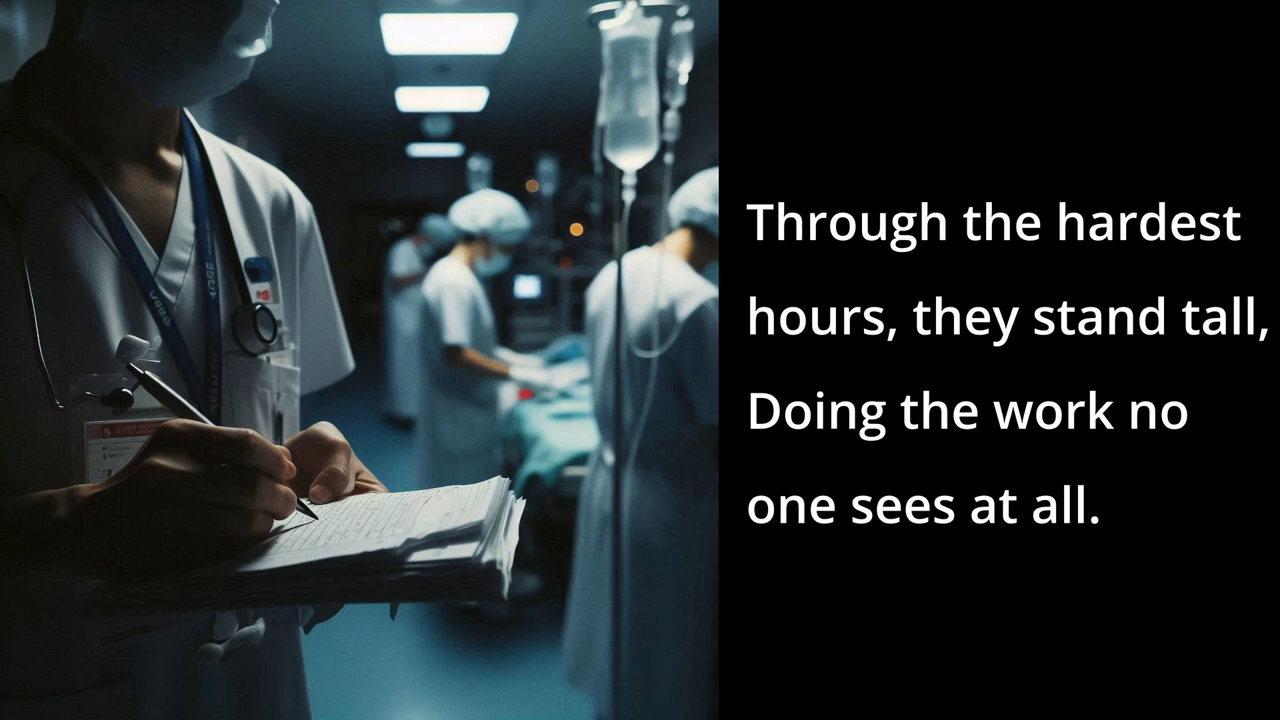 Through the hardest
hours, they stand tall,
Doing the work no
one sees at all.